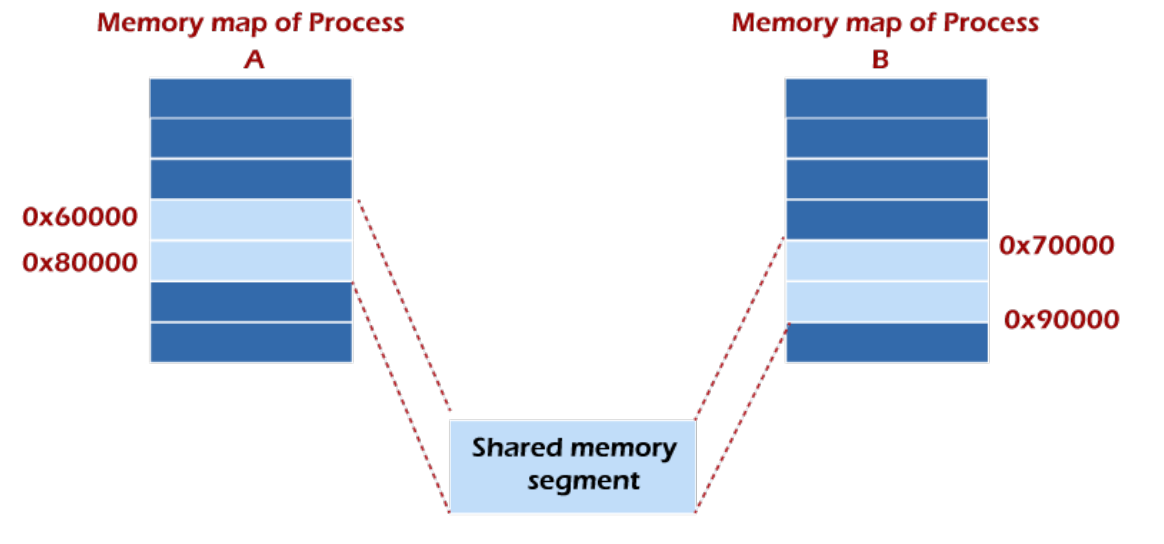 Memory map of Process
A
Memory map of Process
B
0x60000
0x80000
0x70000
0x90000
Shared memory
segment